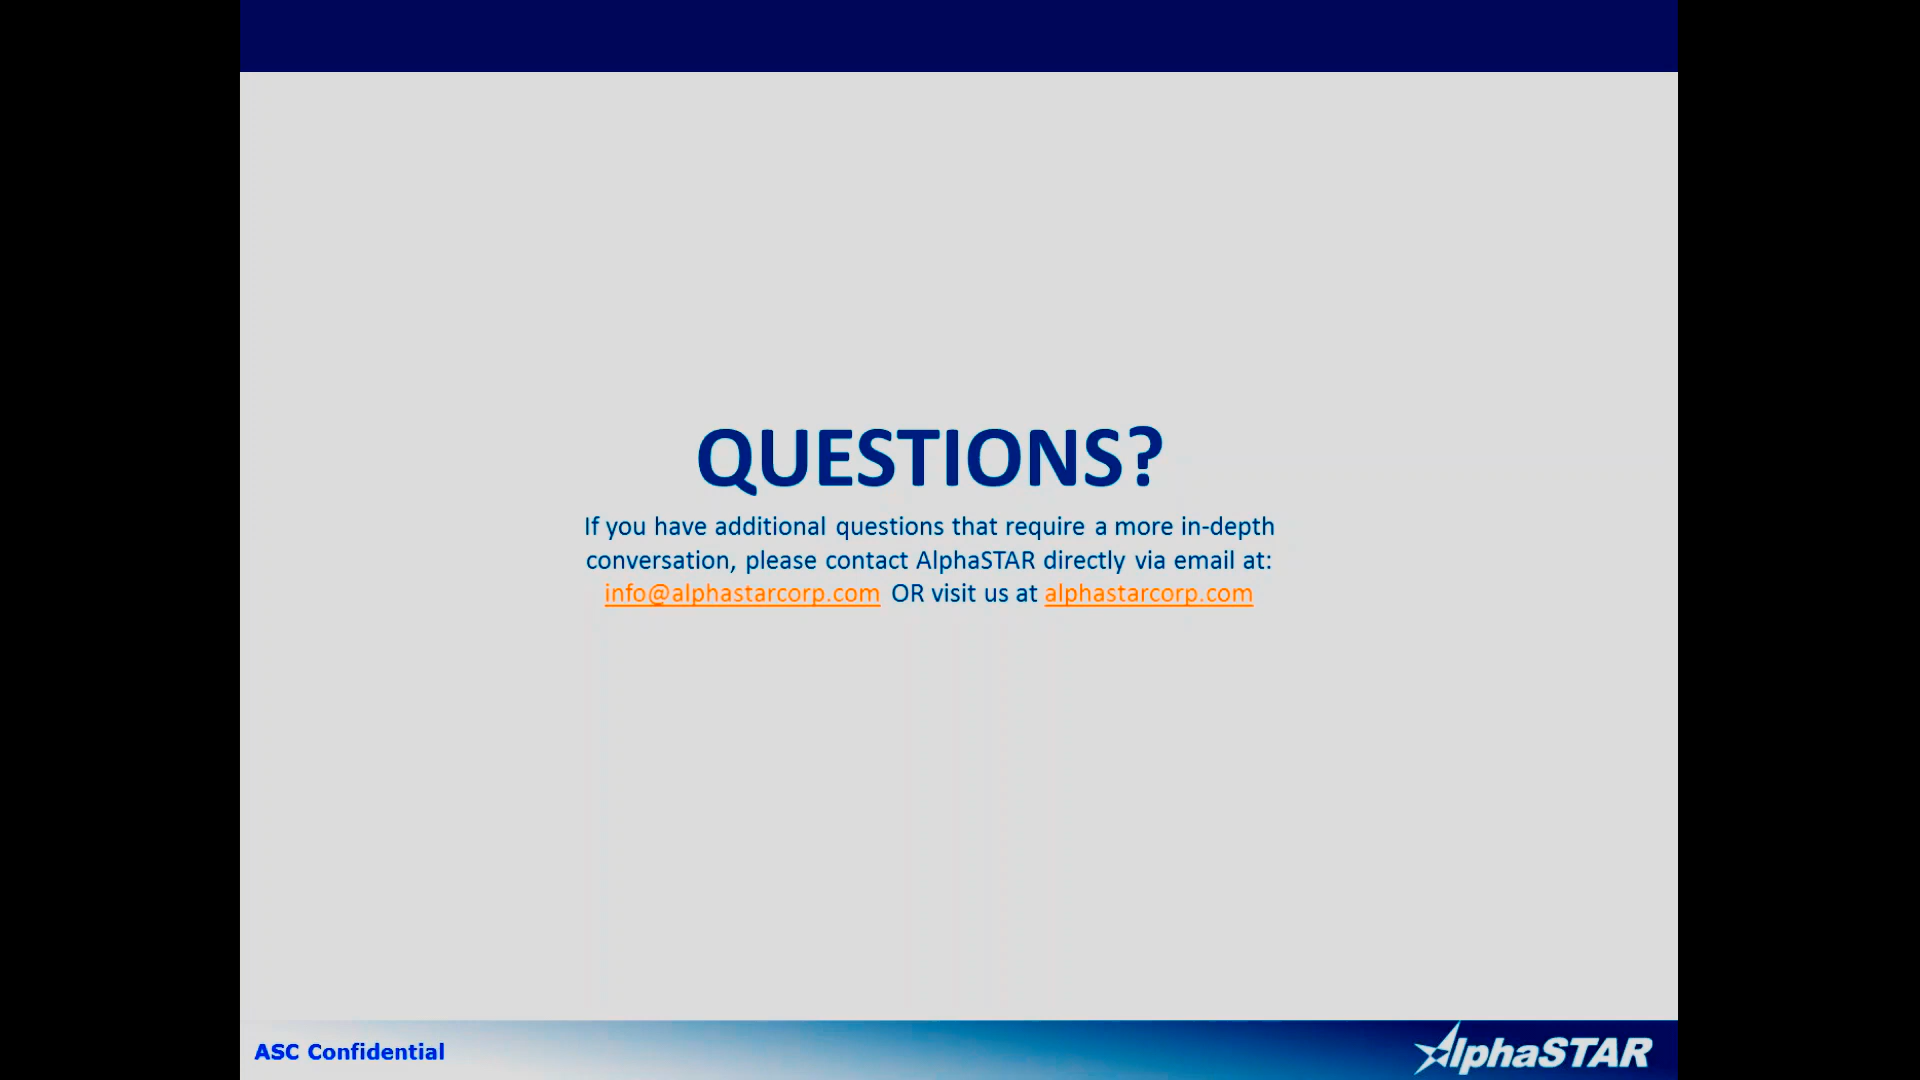 QUESTIONS?
If you have additional questions that require a more in-depth
conversation, please contact AlphaSTAR directly via email at:
info@alphastarcorp.com OR visit us at alphastarcorp.com
ASC Confidential
AlphaSTAR